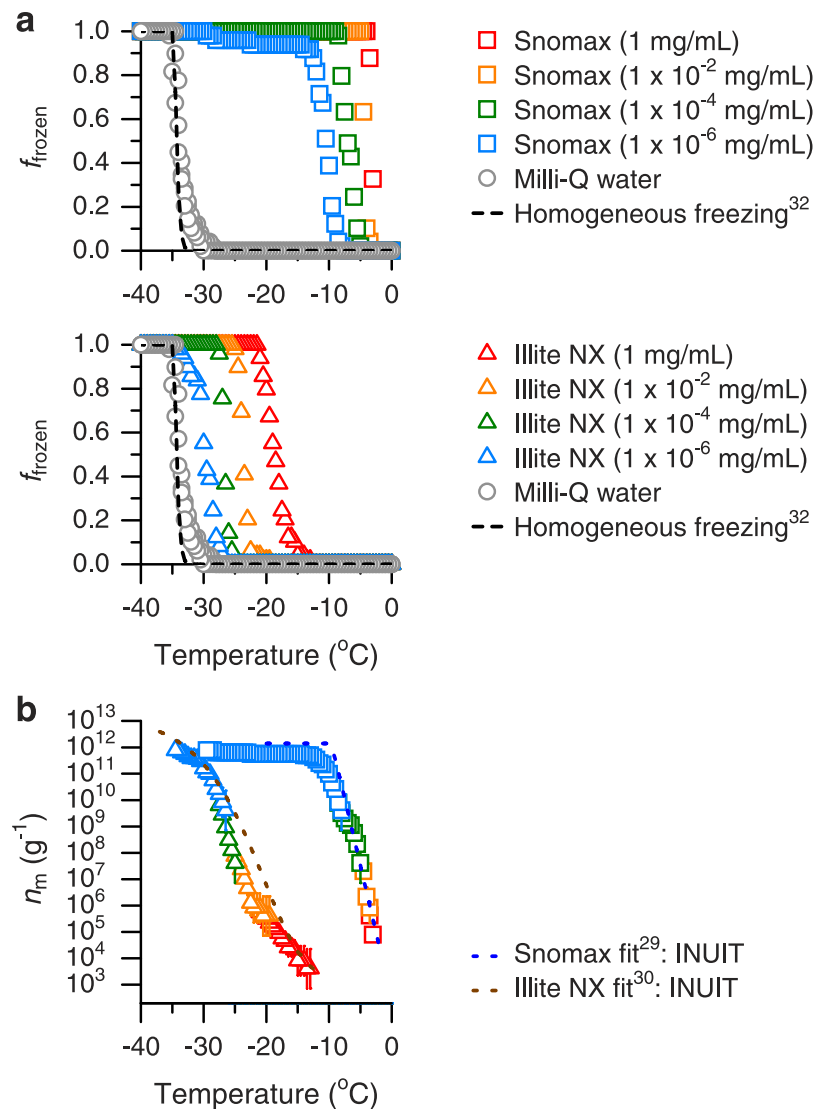 a
f_frozen
1.0
0.8
0.6
0.4
0.2
0.0
-40 -30 -20 -10 0
Snomax (1 mg/mL)
Snomax (1 x 10⁻² mg/mL)
Snomax (1 x 10⁻⁴ mg/mL)
Snomax (1 x 10⁻⁶ mg/mL)
Milli-Q water
Homogeneous freezing³²
f_frozen
1.0
0.8
0.6
0.4
0.2
0.0
-40 -30 -20 -10 0
Temperature (°C)
Illite NX (1 mg/mL)
Illite NX (1 x 10⁻² mg/mL)
Illite NX (1 x 10⁻⁴ mg/mL)
Illite NX (1 x 10⁻⁶ mg/mL)
Milli-Q water
Homogeneous freezing³²
b
n_m (g⁻¹)
10¹³
10¹²
10¹¹
10¹⁰
10⁹
10⁸
10⁷
10⁶
10⁵
10⁴
10³
-40 -30 -20 -10 0
Temperature (°C)
Snomax fit²⁹: INUIT
Illite NX fit³⁰: INUIT